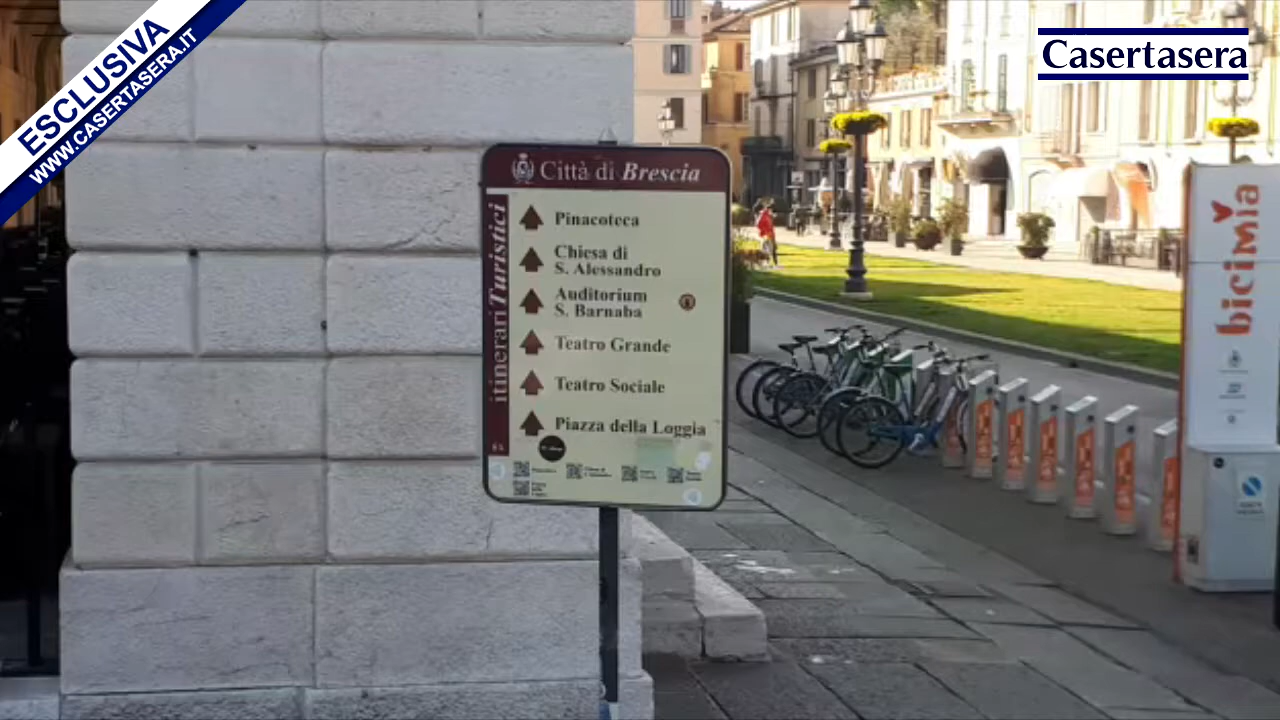 ESCLUSIVA
WWW.CASERTASERA.IT
Casertasera
Città di Brescia
itinerari Turistici
Pinacoteca
Chiesa di
S. Alessandro
Auditorium
S. Barnaba
Teatro Grande
Teatro Sociale
Piazza della Loggia
bicimia